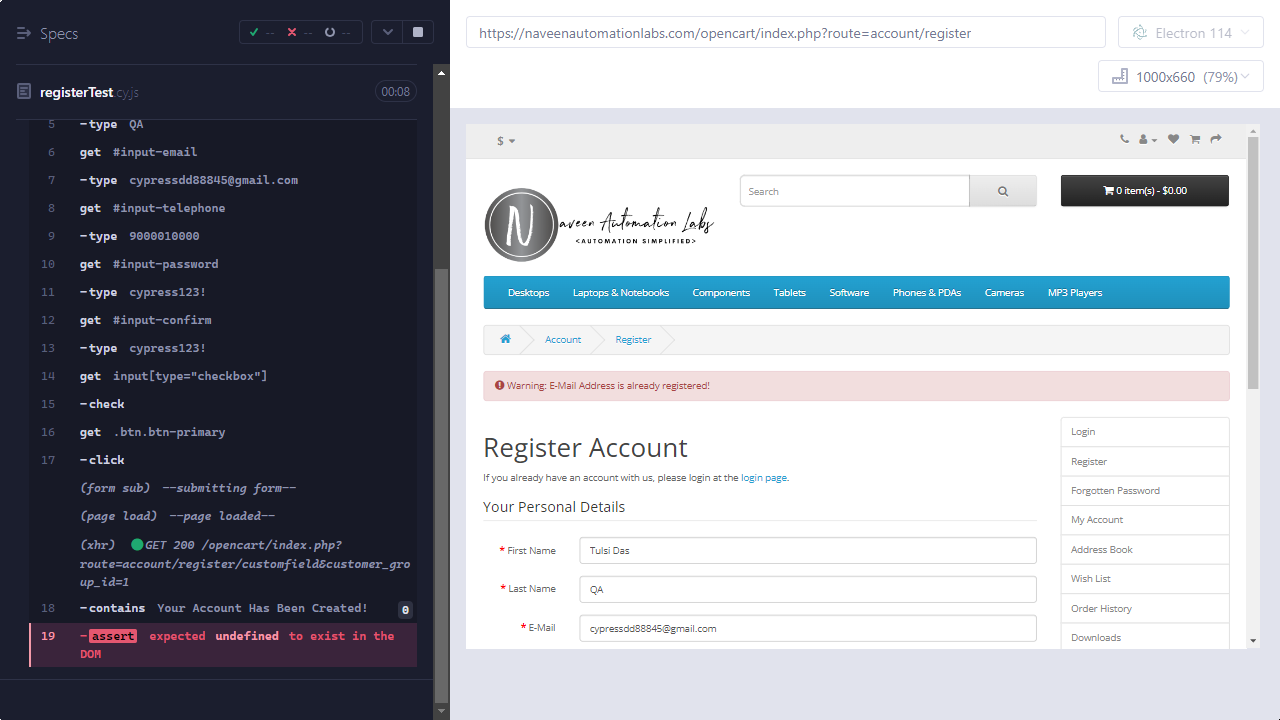 Specs
-- -- --
registerTest.cy.js
00:08
5 -type QA
6 get #input-email
7 -type cypressdd88845@gmail.com
8 get #input-telephone
9 -type 9000010000
10 get #input-password
11 -type cypress123!
12 get #input-confirm
13 -type cypress123!
14 get input[type="checkbox"]
15 -check
16 get .btn.btn-primary
17 -click
(form sub) --submitting form--
(page load) --page loaded--
(xhr) GET 200 /opencart/index.php?
route=account/register/customfield&customer_gro
up_id=1
18 -contains Your Account Has Been Created! 0
19 -assert expected undefined to exist in the
DOM
https://naveenautomationlabs.com/opencart/index.php?route=account/register
Electron 114
1000x660 (79%)
$
N
Naveen Automation Labs
<AUTOMATION SIMPLIFIED>
Search
0 item(s) - $0.00
Desktops Laptops & Notebooks Components Tablets Software Phones & PDAs Cameras MP3 Players
Account Register
Warning: E-Mail Address is already registered!
Register Account
If you already have an account with us, please login at the login page.
Your Personal Details
* First Name Tulsi Das
* Last Name QA
* E-Mail cypressdd88845@gmail.com
Login
Register
Forgotten Password
My Account
Address Book
Wish List
Order History
Downloads